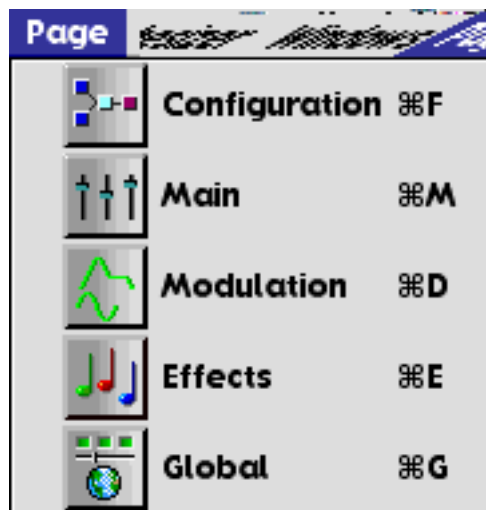 Page
Configuration ⌘F
Main ⌘M
Modulation ⌘D
Effects ⌘E
Global ⌘G